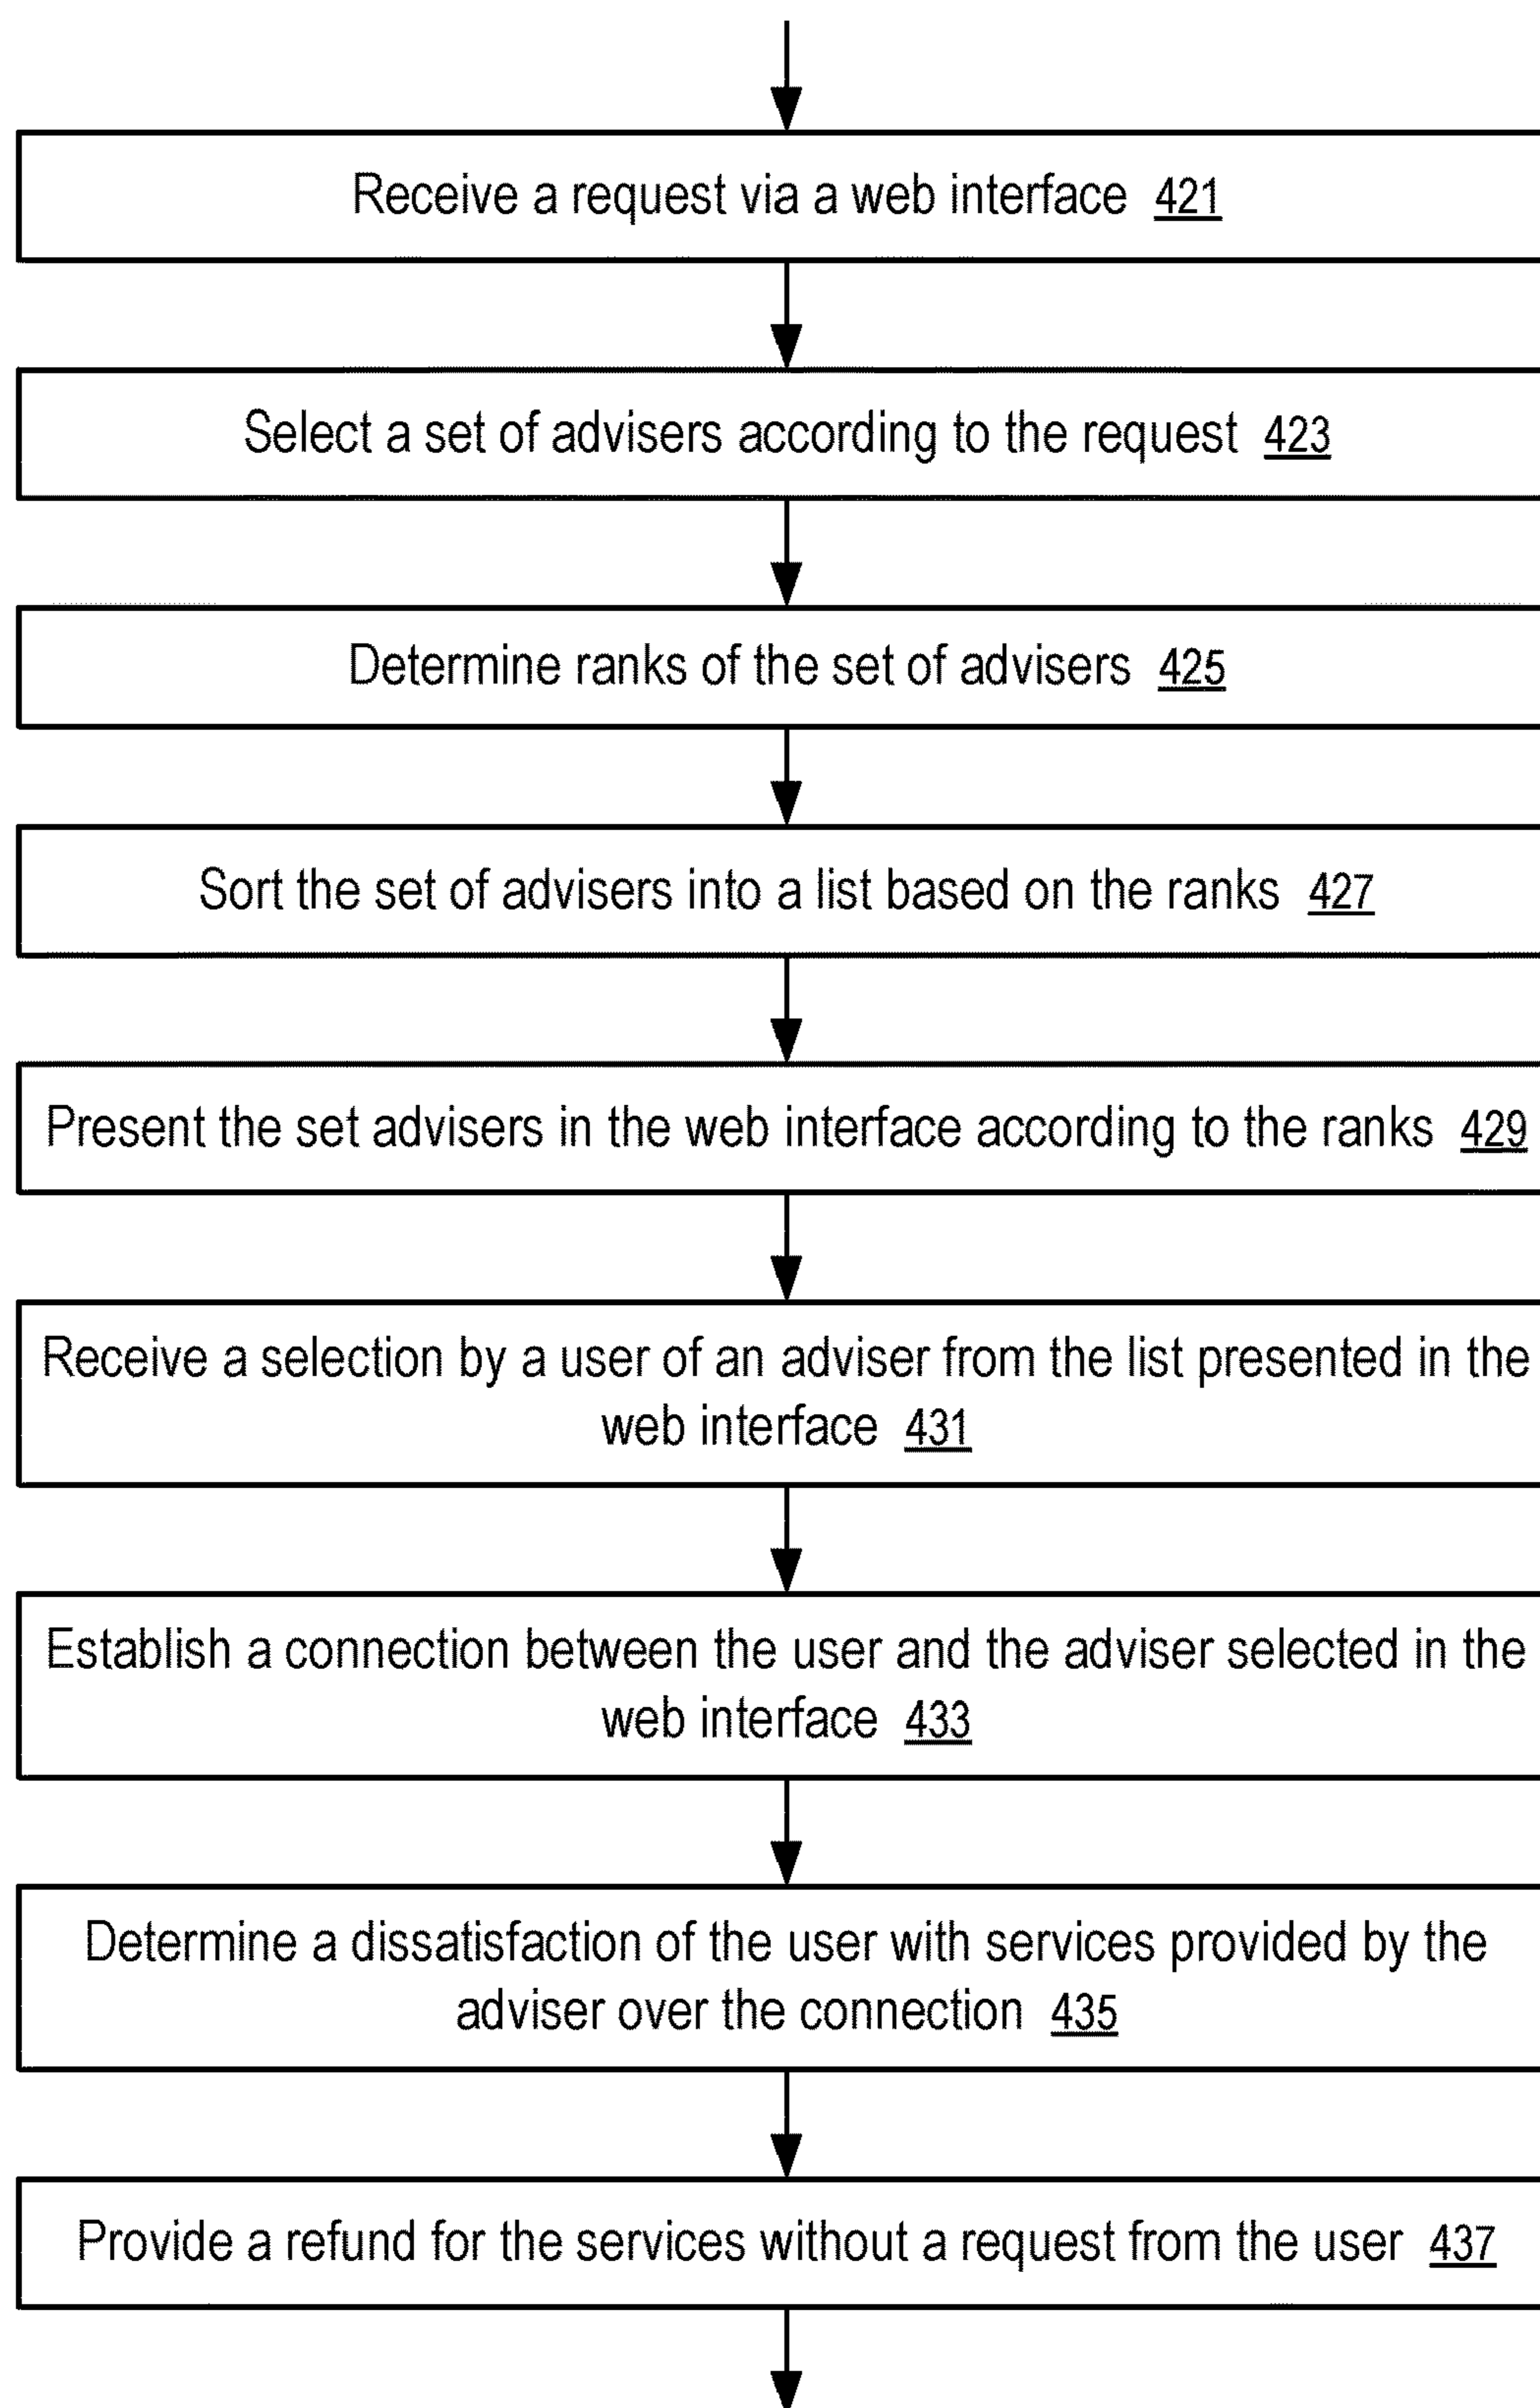 Receive a request via a web interface 421
Select a set of advisers according to the request 423
Determine ranks of the set of advisers 425
Sort the set of advisers into a list based on the ranks 427
Present the set advisers in the web interface according to the ranks 429
Receive a selection by a user of an adviser from the list presented in the
web interface 431
Establish a connection between the user and the adviser selected in the
web interface 433
Determine a dissatisfaction of the user with services provided by the
adviser over the connection 435
Provide a refund for the services without a request from the user 437